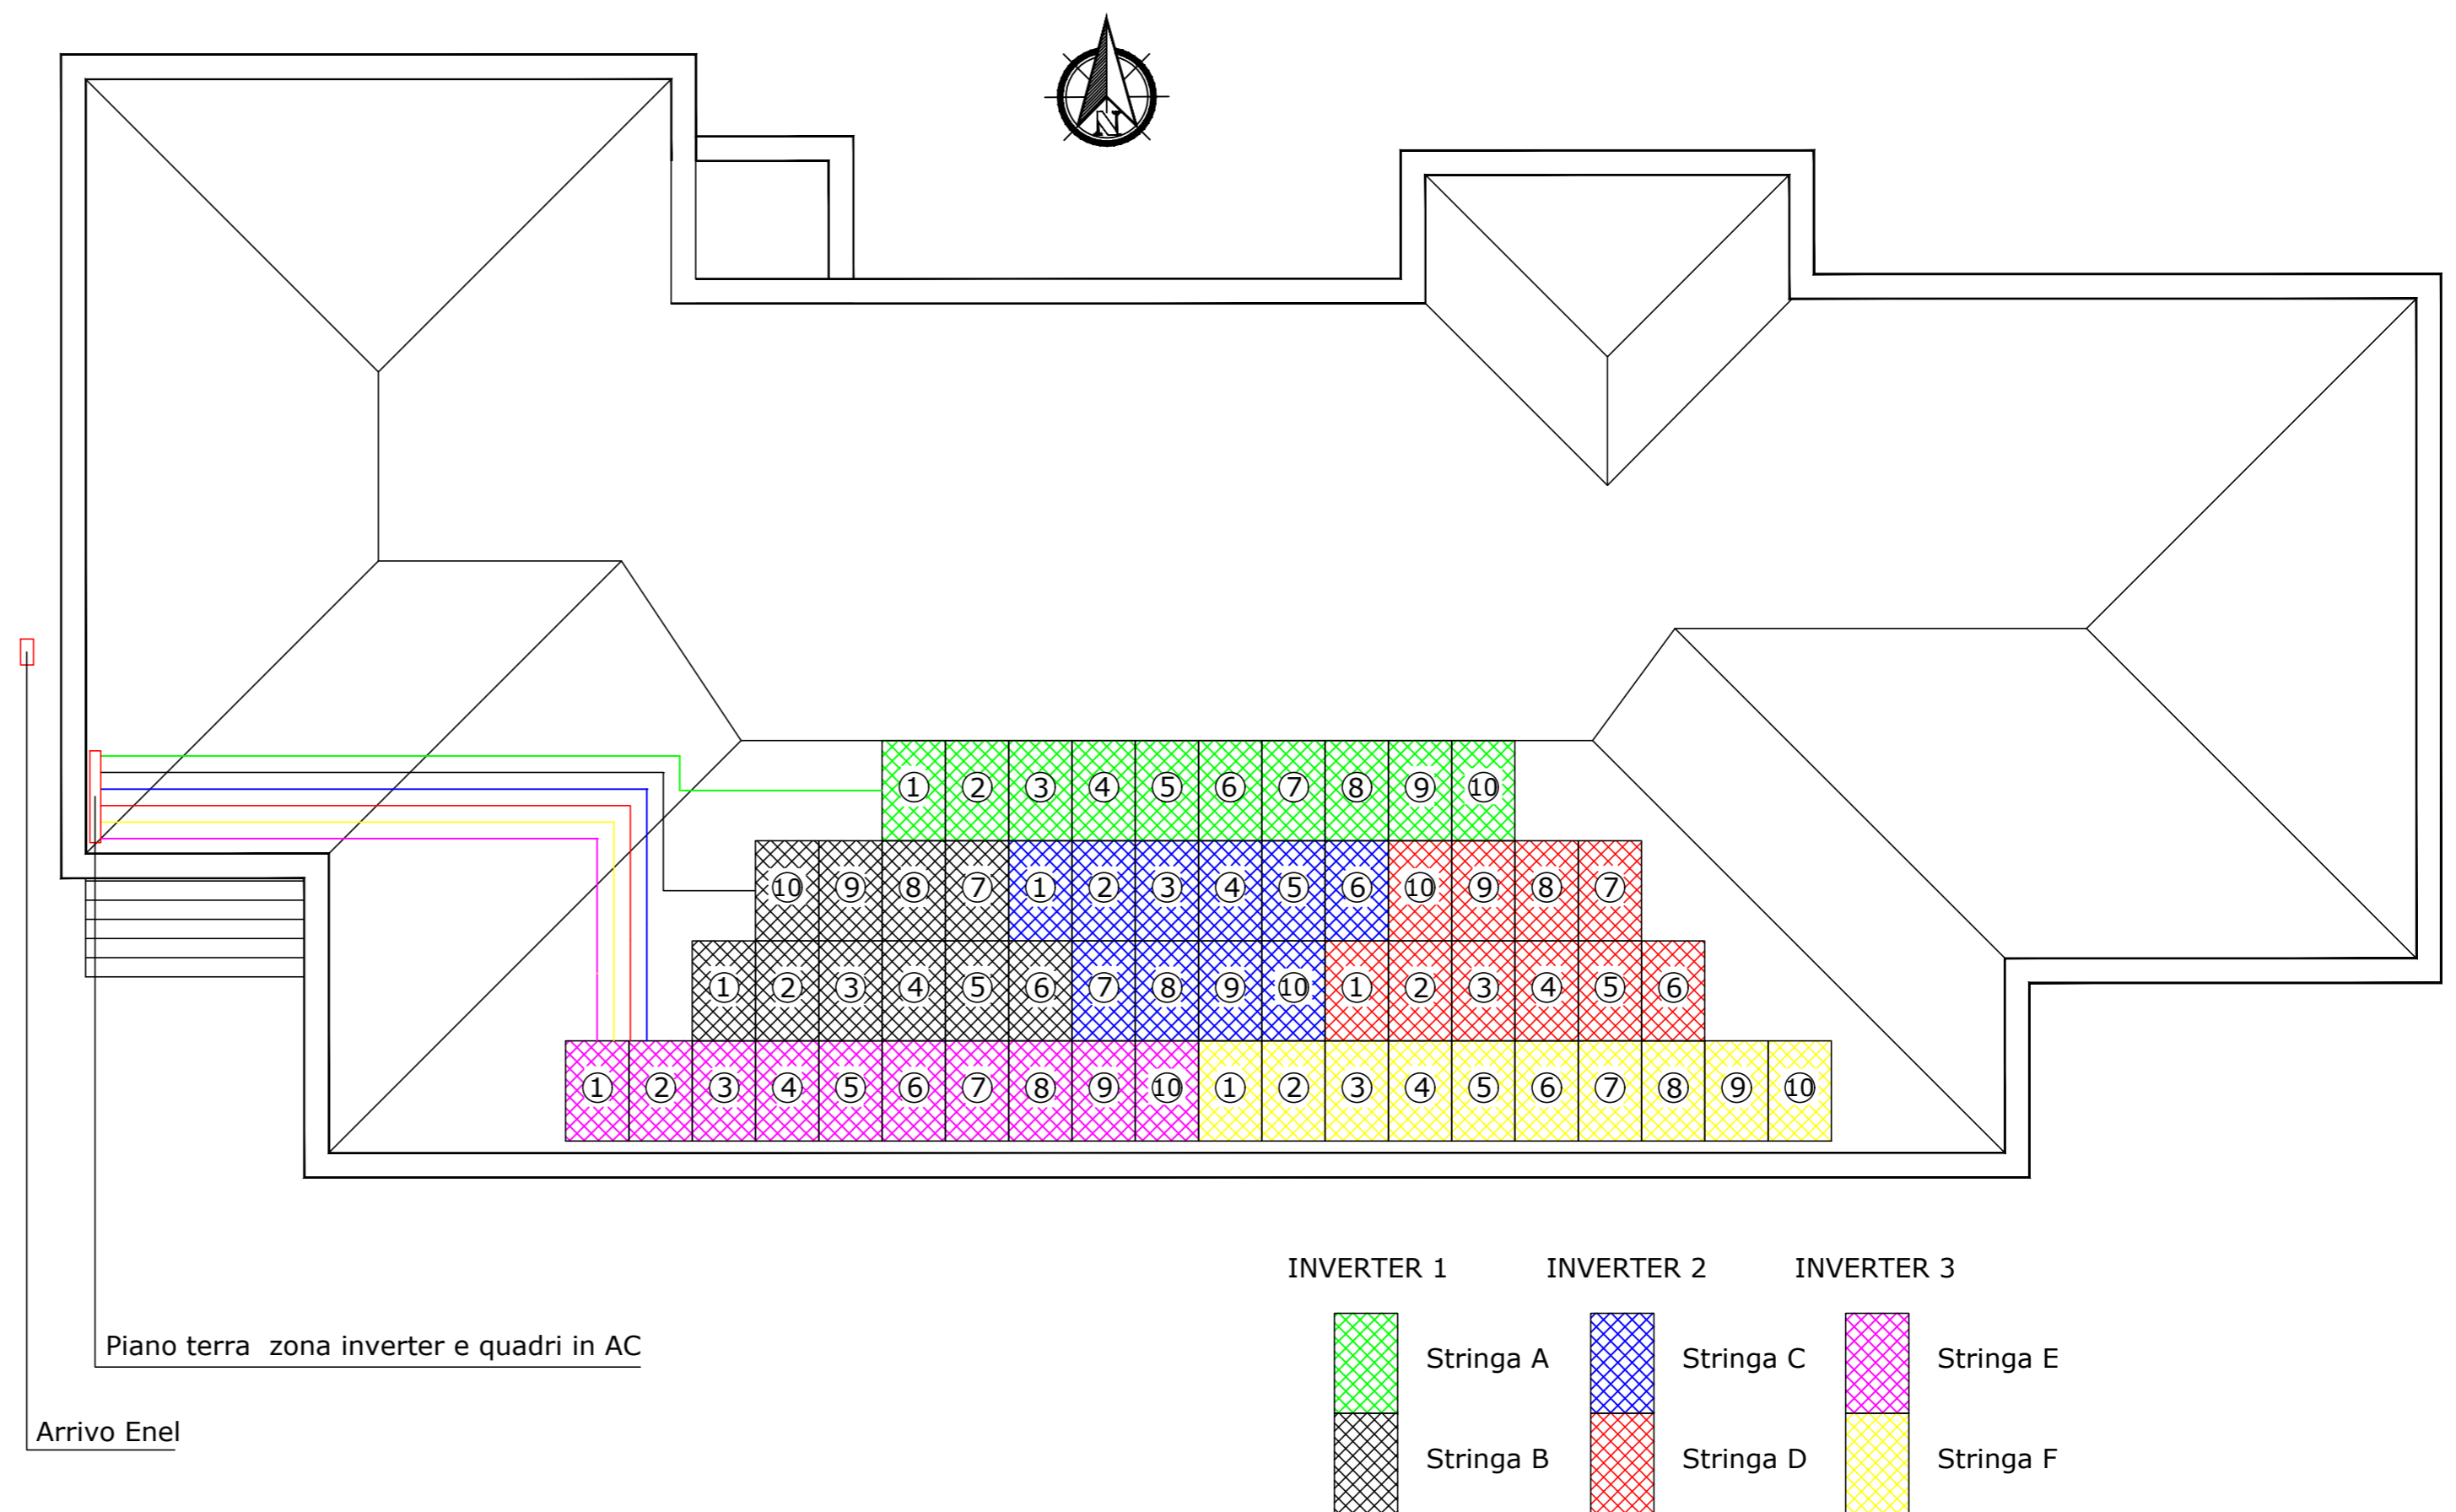 N
1 2 3 4 5 6 7 8 9 10
10 9 8 7 1 2 3 4 5 6 10 9 8 7
1 2 3 4 5 6 7 8 9 10 1 2 3 4 5 6
1 2 3 4 5 6 7 8 9 10 1 2 3 4 5 6 7 8 9 10
INVERTER 1 INVERTER 2 INVERTER 3
Piano terra zona inverter e quadri in AC
Stringa A Stringa C Stringa E
Arrivo Enel
Stringa B Stringa D Stringa F